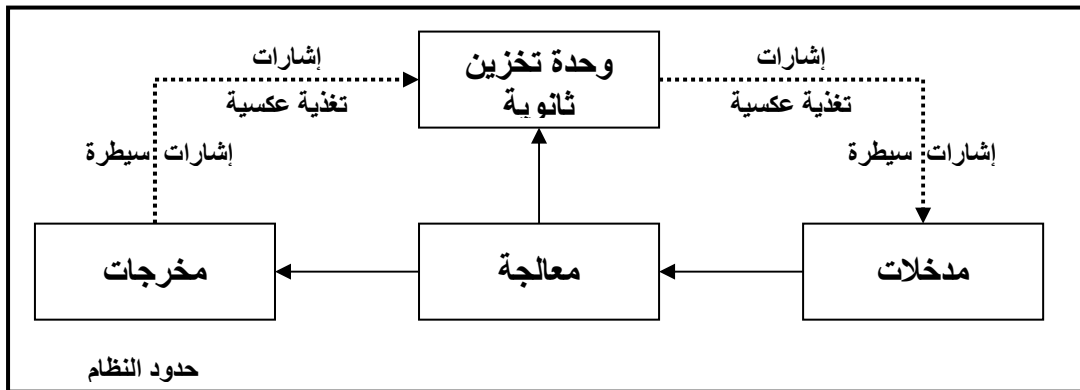 إشارات
وحدة تخزين
إشارات
تغذية عكسية
ثانوية
تغذية عكسية
إشارات سيطرة
إشارات سيطرة
مدخلات
معالجة
مخرجات
حدود النظام